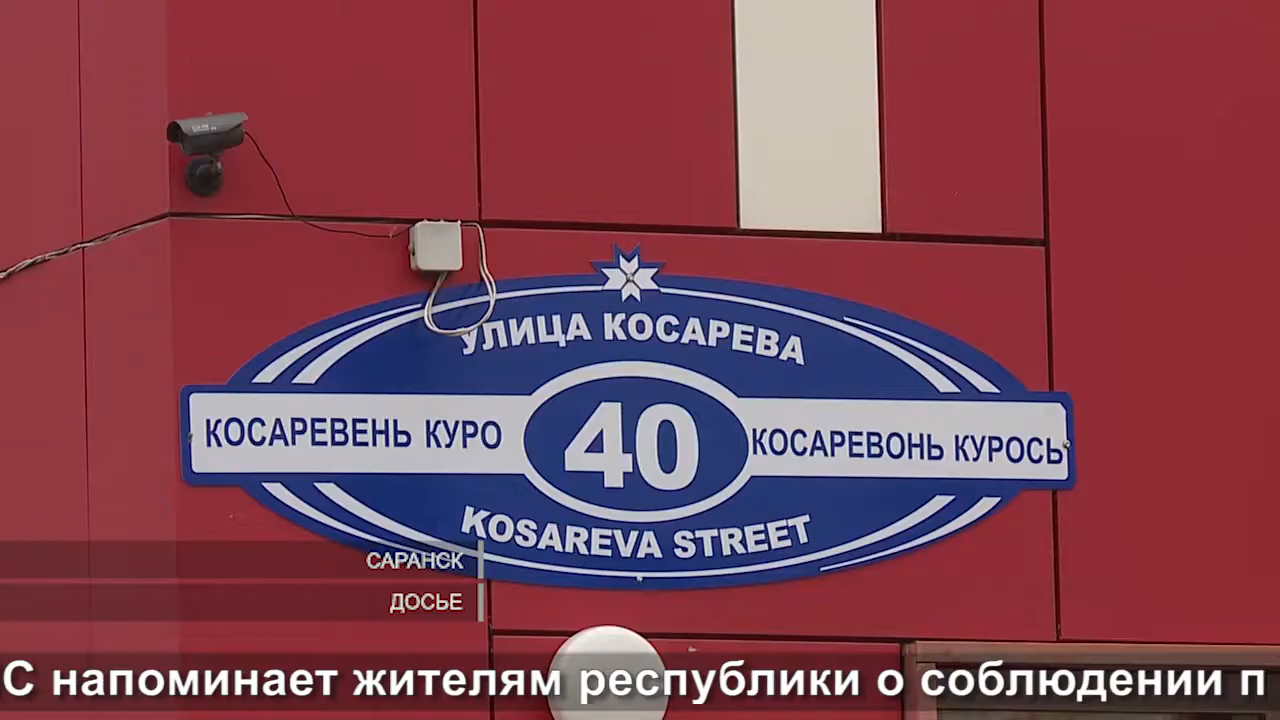 УЛИЦА КОСАРЕВА
КОСАРЕВЕНЬ КУРО
40
КОСАРЕВОНЬ КУРОСЬ
KOSAREVA STREET
САРАНСК
ДОСЬЕ
С напоминает жителям республики о соблюдении п